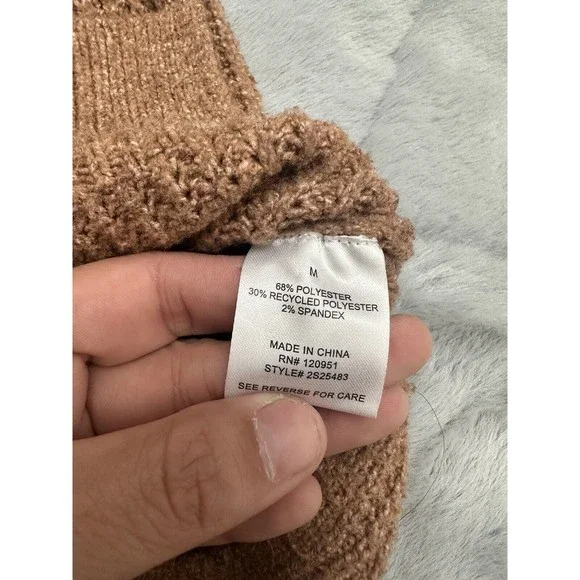 M
68% POLYESTER
30% RECYCLED POLYESTER
2% SPANDEX
MADE IN CHINA
RN# 120951
STYLE# 2S25483
SEE REVERSE FOR CARE